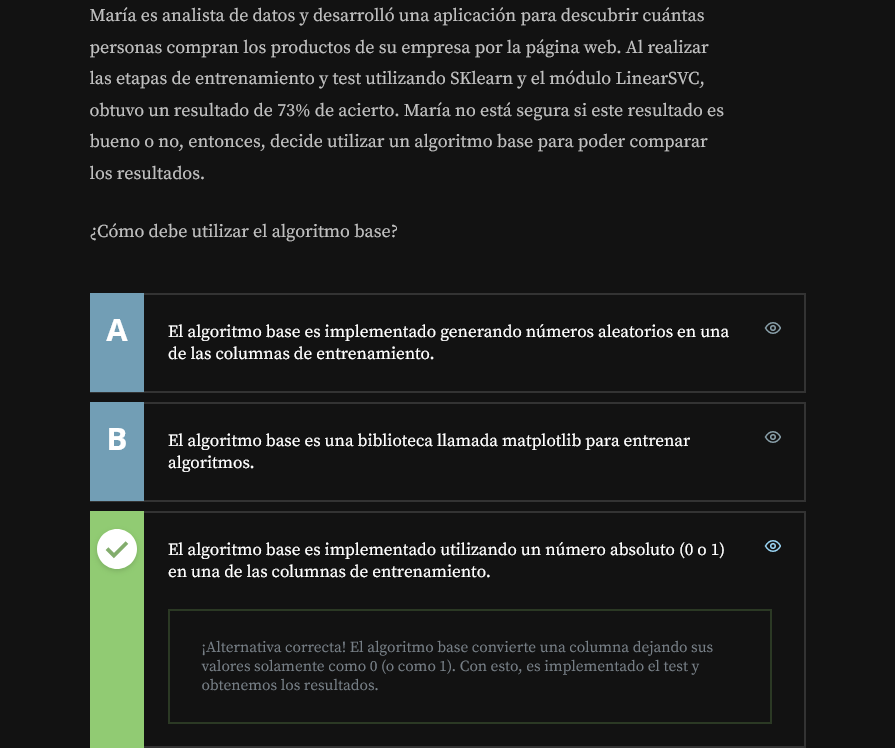 María es analista de datos y desarrolló una aplicación para descubrir cuántas
personas compran los productos de su empresa por la página web. Al realizar
las etapas de entrenamiento y test utilizando SKlearn y el módulo LinearSVC,
obtuvo un resultado de 73% de acierto. María no está segura si este resultado es
bueno o no, entonces, decide utilizar un algoritmo base para poder comparar
los resultados.
¿Cómo debe utilizar el algoritmo base?
A
El algoritmo base es implementado generando números aleatorios en una
de las columnas de entrenamiento.
B
El algoritmo base es una biblioteca llamada matplotlib para entrenar
algoritmos.
El algoritmo base es implementado utilizando un número absoluto (0 o 1)
en una de las columnas de entrenamiento.
¡Alternativa correcta! El algoritmo base convierte una columna dejando sus
valores solamente como 0 (o como 1). Con esto, es implementado el test y
obtenemos los resultados.